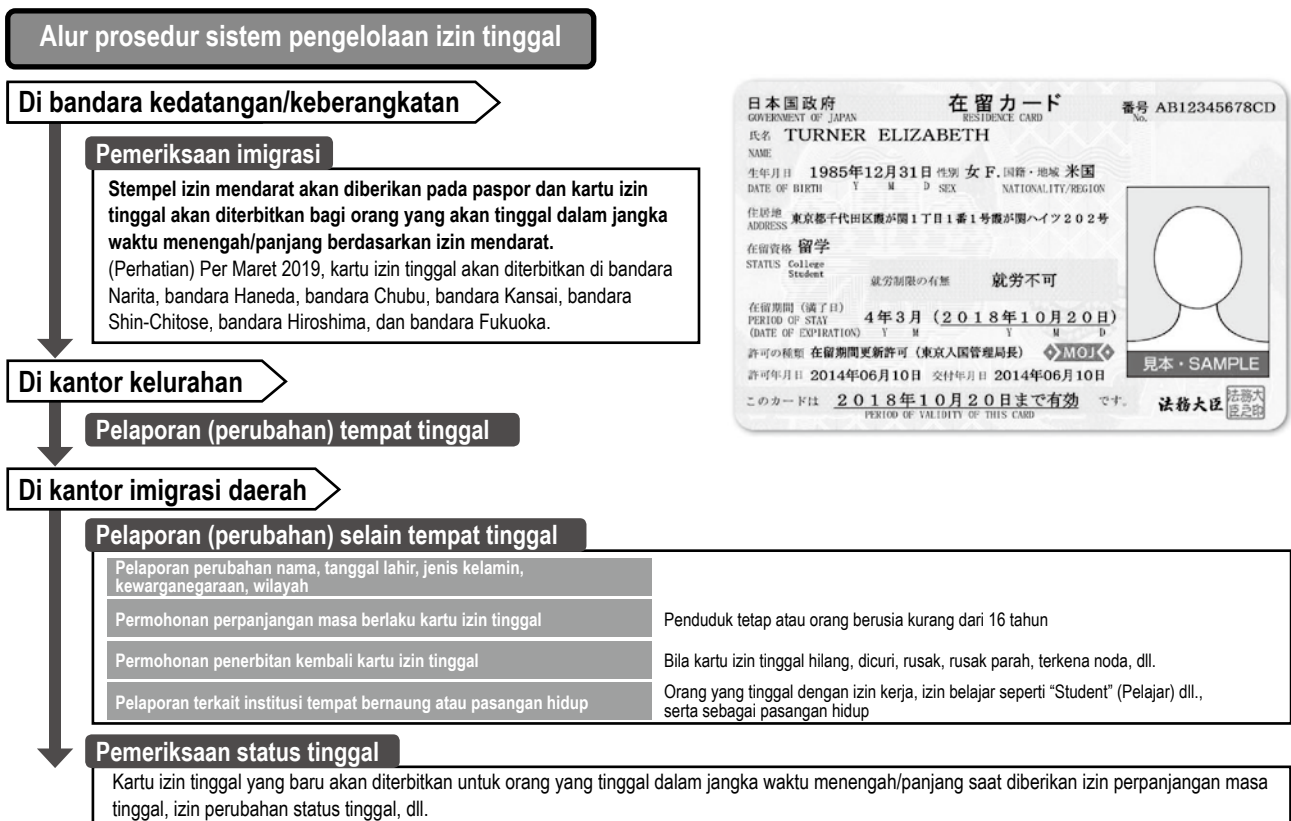 Alur prosedur sistem pengelolaan izin tinggal
Di bandara kedatangan/keberangkatan
Pemeriksaan imigrasi
Stempel izin mendarat akan diberikan pada paspor dan kartu izin
tinggal akan diterbitkan bagi orang yang akan tinggal dalam jangka
waktu menengah/panjang berdasarkan izin mendarat.
(Perhatian) Per Maret 2019, kartu izin tinggal akan diterbitkan di bandara
Narita, bandara Haneda, bandara Chubu, bandara Kansai, bandara
Shin-Chitose, bandara Hiroshima, dan bandara Fukuoka.
日本国政府 在留カード 番号 AB12345678CD
GOVERNMENT OF JAPAN RESIDENCE CARD No.
氏名 TURNER ELIZABETH
NAME
生年月日 1985年12月31日 性別 女 F. 国籍・地域 米国
DATE OF BIRTH Y M D SEX NATIONALITY/REGION
住居地 東京都千代田区霞が関1丁目1番1号霞が関ハイツ202号
ADDRESS
在留資格 留学
STATUS College
Student
就労制限の有無 就労不可
在留期間（満了日）
PERIOD OF STAY 4年3月（2018年10月20日）
(DATE OF EXPIRATION) Y M Y M D
許可の種類 在留期間更新許可（東京入国管理局長） MOJ
許可年月日 2014年06月10日 交付年月日 2014年06月10日
このカードは 2018年10月20日まで有効 です。
PERIOD OF VALIDITY OF THIS CARD
見本・SAMPLE
法務大臣 法務大臣之印
Di kantor kelurahan
Pelaporan (perubahan) tempat tinggal
Di kantor imigrasi daerah
Pelaporan (perubahan) selain tempat tinggal
Pelaporan perubahan nama, tanggal lahir, jenis kelamin,
kewarganegaraan, wilayah
Permohonan perpanjangan masa berlaku kartu izin tinggal Penduduk tetap atau orang berusia kurang dari 16 tahun
Permohonan penerbitan kembali kartu izin tinggal Bila kartu izin tinggal hilang, dicuri, rusak, rusak parah, terkena noda, dll.
Pelaporan terkait institusi tempat bernaung atau pasangan hidup Orang yang tinggal dengan izin kerja, izin belajar seperti “Student” (Pelajar) dll.,
serta sebagai pasangan hidup
Pemeriksaan status tinggal
Kartu izin tinggal yang baru akan diterbitkan untuk orang yang tinggal dalam jangka waktu menengah/panjang saat diberikan izin perpanjangan masa
tinggal, izin perubahan status tinggal, dll.